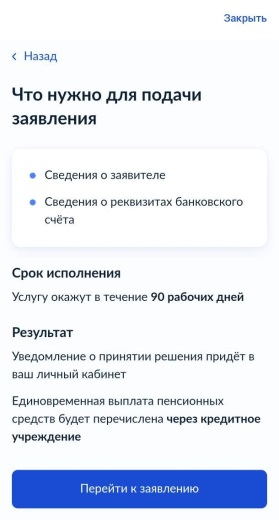 Закрыть
Назад
Что нужно для подачи
заявления
Сведения о заявителе
Сведения о реквизитах банковского
счёта
Срок исполнения
Услугу окажут в течение 90 рабочих дней
Результат
Уведомление о принятии решения придёт в
ваш личный кабинет
Единовременная выплата пенсионных
средств будет перечислена через кредитное
учреждение
Перейти к заявлению